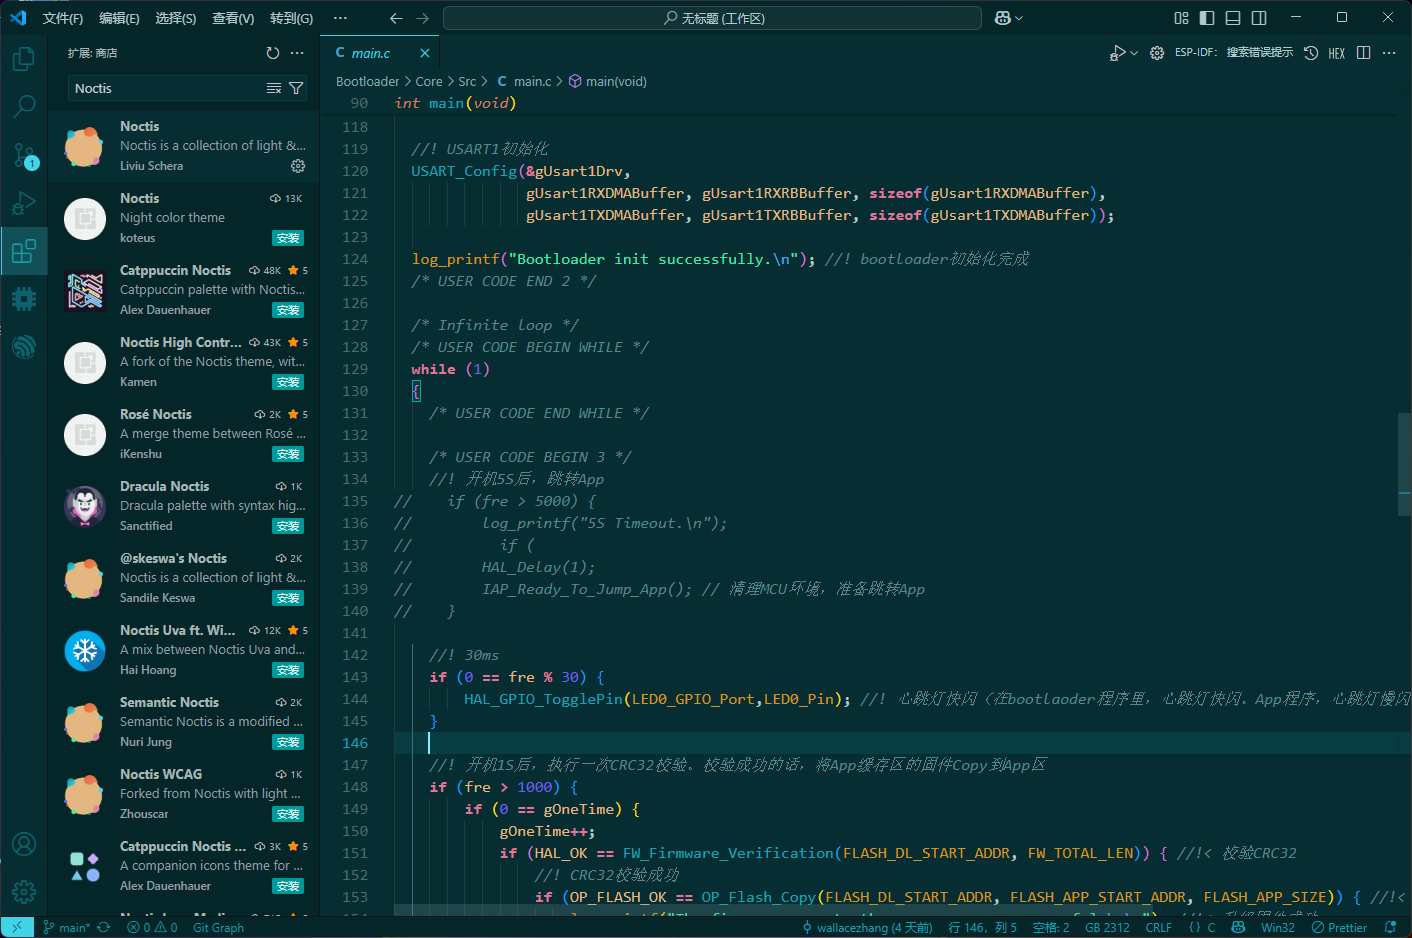 文件(F) 编辑(E) 选择(S) 查看(V) 转到(G) ··· 无标题 (工作区)
扩展: 商店
Noctis
Noctis
Noctis is a collection of light &...
Liviu Schera
Noctis 13K
Night color theme
koteus 安装
Catppuccin Noctis 48K 5
Catppuccin palette with Noctis...
Alex Dauenhauer 安装
Noctis High Contr... 43K 5
A fork of the Noctis theme, wit...
Kamen 安装
Rosé Noctis 2K 5
A merge theme between Rosé ...
iKenshu 安装
Dracula Noctis 1K
Dracula palette with syntax hig...
Sanctified 安装
@skeswa's Noctis 2K
Noctis is a collection of light &...
Sandile Keswa 安装
Noctis Uva ft. Wi... 12K 5
A mix between Noctis Uva and...
Hai Hoang 安装
Semantic Noctis 2K
Semantic Noctis is a modified ...
Nuri Jung 安装
Noctis WCAG 1K
Forked from Noctis with light ...
Zhouscar 安装
Catppuccin Noctis ... 3K 5
A companion icons theme for ...
Alex Dauenhauer 安装
1
C main.c
ESP-IDF: 搜索错误提示 HEX
Bootloader > Core > Src > C main.c > main(void)
90 int main(void)
118
119 //! USART1初始化
120 USART_Config(&gUsart1Drv,
121 gUsart1RXDMABuffer, gUsart1RXRBBuffer, sizeof(gUsart1RXDMABuffer),
122 gUsart1TXDMABuffer, gUsart1TXRBBuffer, sizeof(gUsart1TXDMABuffer));
123
124 log_printf("Bootloader init successfully.\n"); //! bootloader初始化完成
125 /* USER CODE END 2 */
126
127 /* Infinite loop */
128 /* USER CODE BEGIN WHILE */
129 while (1)
130 {
131 /* USER CODE END WHILE */
132
133 /* USER CODE BEGIN 3 */
134 //! 开机5S后，跳转App
135 // if (fre > 5000) {
136 // log_printf("5S Timeout.\n");
137 // if (
138 // HAL_Delay(1);
139 // IAP_Ready_To_Jump_App(); // 清理MCU环境，准备跳转App
140 // }
141
142 //! 30ms
143 if (0 == fre % 30) {
144 HAL_GPIO_TogglePin(LED0_GPIO_Port,LED0_Pin); //! 心跳灯快闪（在bootlaoder程序里，心跳灯快闪。App程序，心跳灯慢闪
145 }
146
147 //! 开机1S后，执行一次CRC32校验。校验成功的话，将App缓存区的固件Copy到App区
148 if (fre > 1000) {
149 if (0 == gOneTime) {
150 gOneTime++;
151 if (HAL_OK == FW_Firmware_Verification(FLASH_DL_START_ADDR, FW_TOTAL_LEN)) { //!< 校验CRC32
152 //! CRC32校验成功
153 if (OP_FLASH_OK == OP_Flash_Copy(FLASH_DL_START_ADDR, FLASH_APP_START_ADDR, FLASH_APP_SIZE)) { //!<
main* 0 0 Git Graph wallacezhang (4 天前) 行 146，列 5 空格: 2 GB 2312 CRLF {} C Win32 Prettier